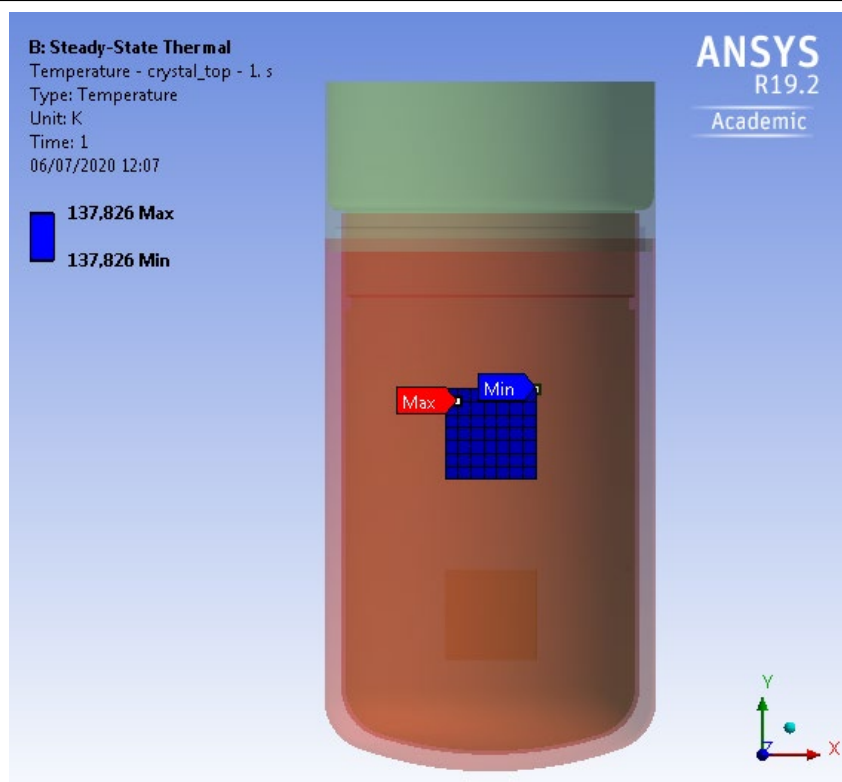 B: Steady-State Thermal
Temperature - crystal_top - 1. s
Type: Temperature
Unit: K
Time: 1
06/07/2020 12:07
137,826 Max
137,826 Min
ANSYS
R19.2
Academic
Min
Max
Y
Z
X